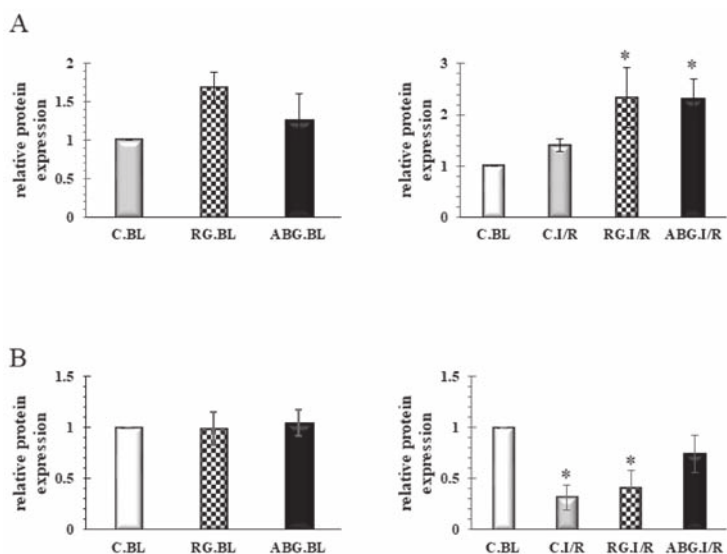 A
relative protein
expression
2
1.5
1
0.5
0
C.BL RG.BL ABG.BL
relative protein
expression
3
2
1
0
* *
C.BL C.I/R RG.I/R ABG.I/R
B
relative protein
expression
1.5
1
0.5
0
C.BL RG.BL ABG.BL
relative protein
expression
1.5
1
0.5
0
* *
C.BL C.I/R RG.I/R ABG.I/R